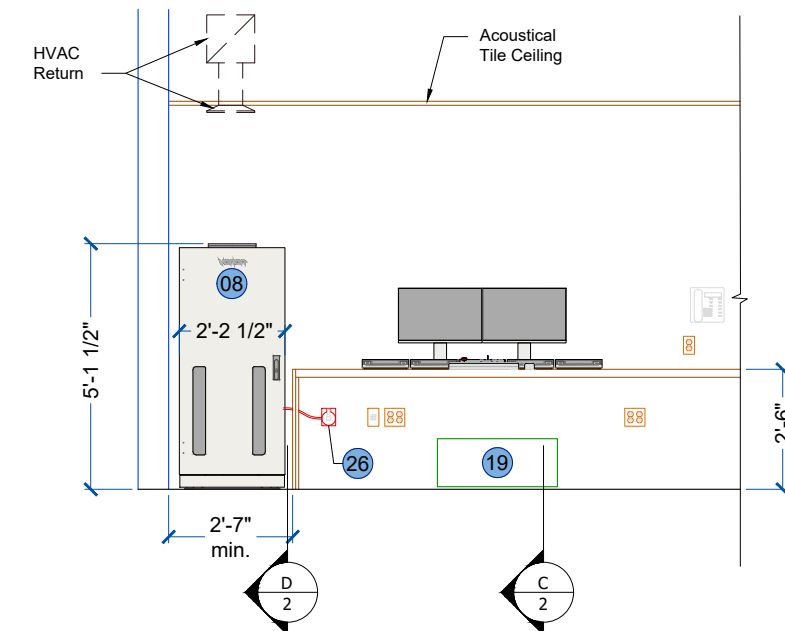 HVAC
Return
Acoustical
Tile Ceiling
08
2'-2 1/2"
5'-1 1/2"
2'-6"
26
19
2'-7"
min.
D
2
C
2